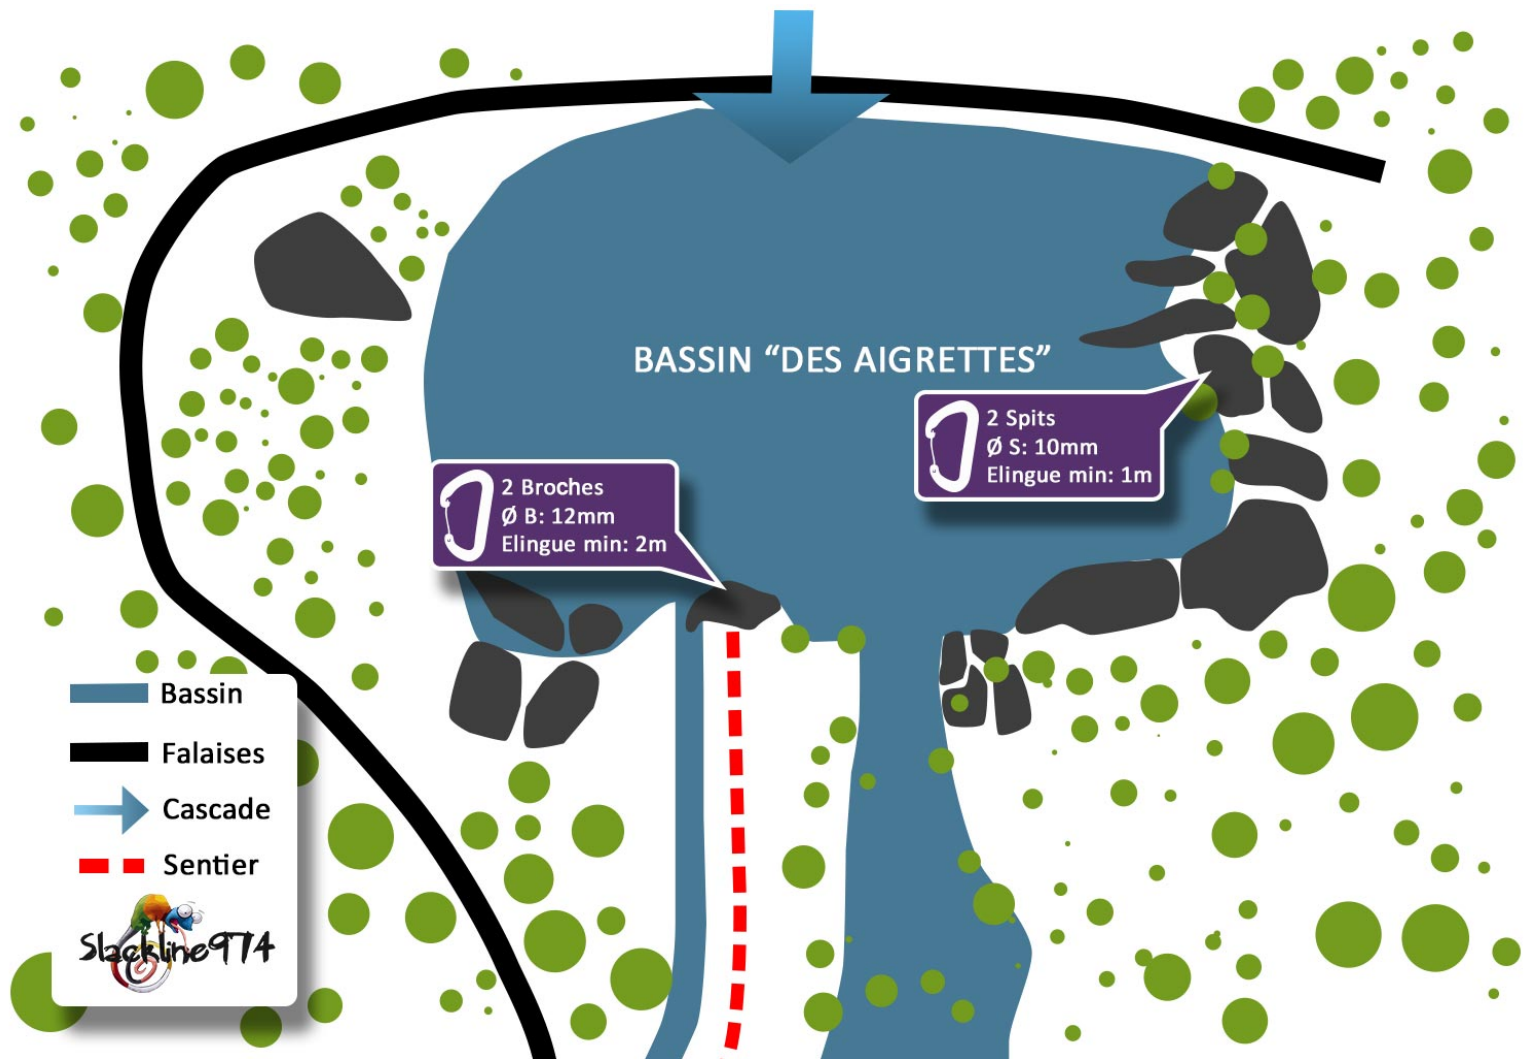 BASSIN “DES AIGRETTES”
2 Spits
Ø S: 10mm
Elingue min: 1m
2 Broches
Ø B: 12mm
Elingue min: 2m
Bassin
Falaises
Cascade
Sentier
Slackline974